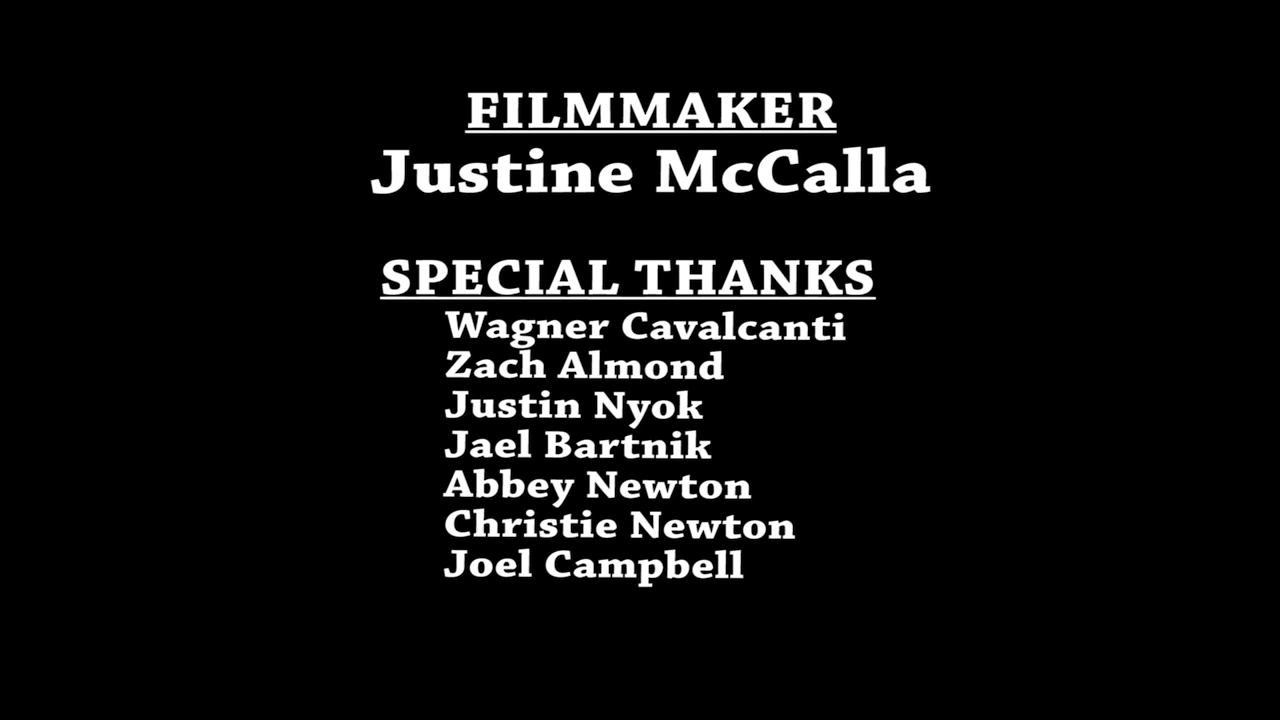 FILMMAKER
Justine McCalla
SPECIAL THANKS
Wagner Cavalcanti
Zach Almond
Justin Nyok
Jael Bartnik
Abbey Newton
Christie Newton
Joel Campbell